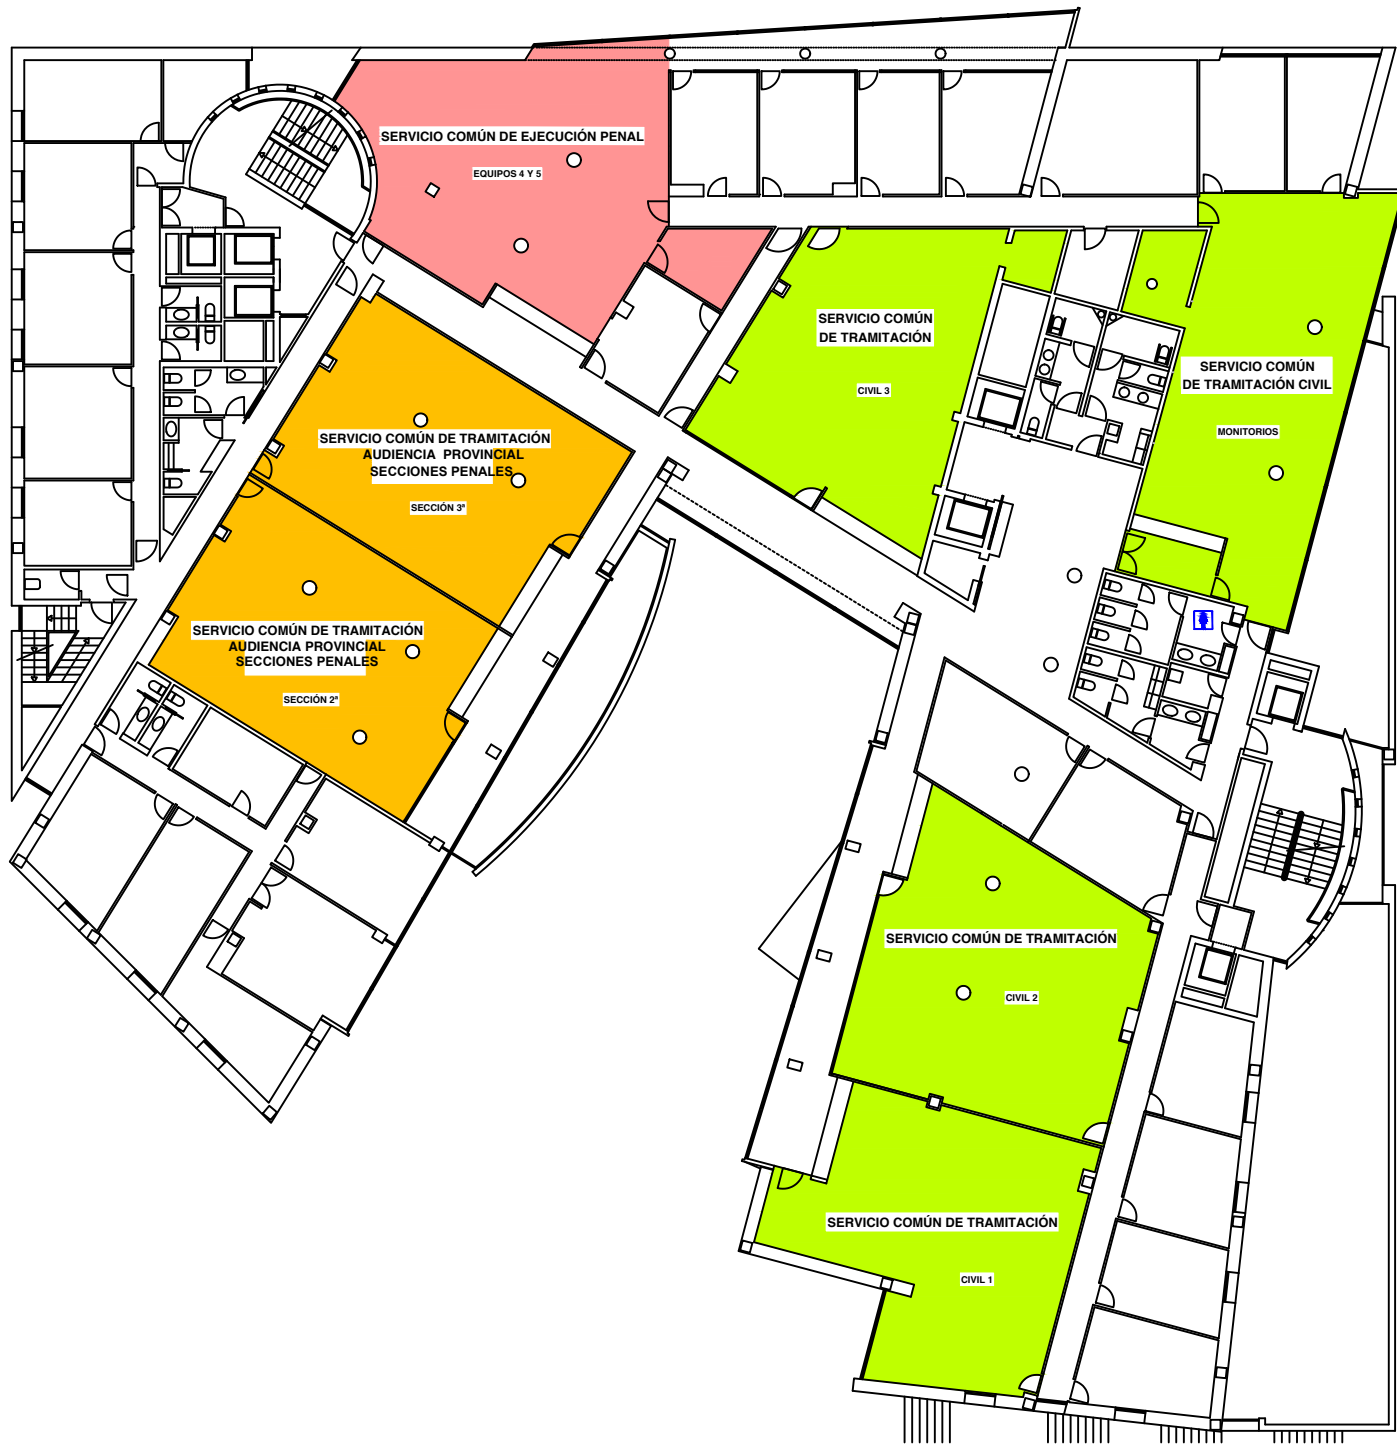 SERVICIO COMÚN DE EJECUCIÓN PENAL
EQUIPOS 4 Y 5
SERVICIO COMÚN
DE TRAMITACIÓN
CIVIL 3
SERVICIO COMÚN
DE TRAMITACIÓN CIVIL
MONITORIOS
SERVICIO COMÚN DE TRAMITACIÓN
AUDIENCIA PROVINCIAL
SECCIONES PENALES
SECCIÓN 3ª
SERVICIO COMÚN DE TRAMITACIÓN
AUDIENCIA PROVINCIAL
SECCIONES PENALES
SECCIÓN 2ª
SERVICIO COMÚN DE TRAMITACIÓN
CIVIL 2
SERVICIO COMÚN DE TRAMITACIÓN
CIVIL 1